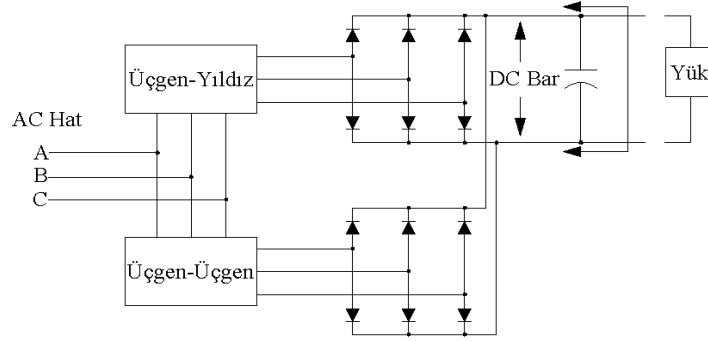 Üçgen-Yıldız
DC Bar
Yük
AC Hat
A
B
C
Üçgen-Üçgen